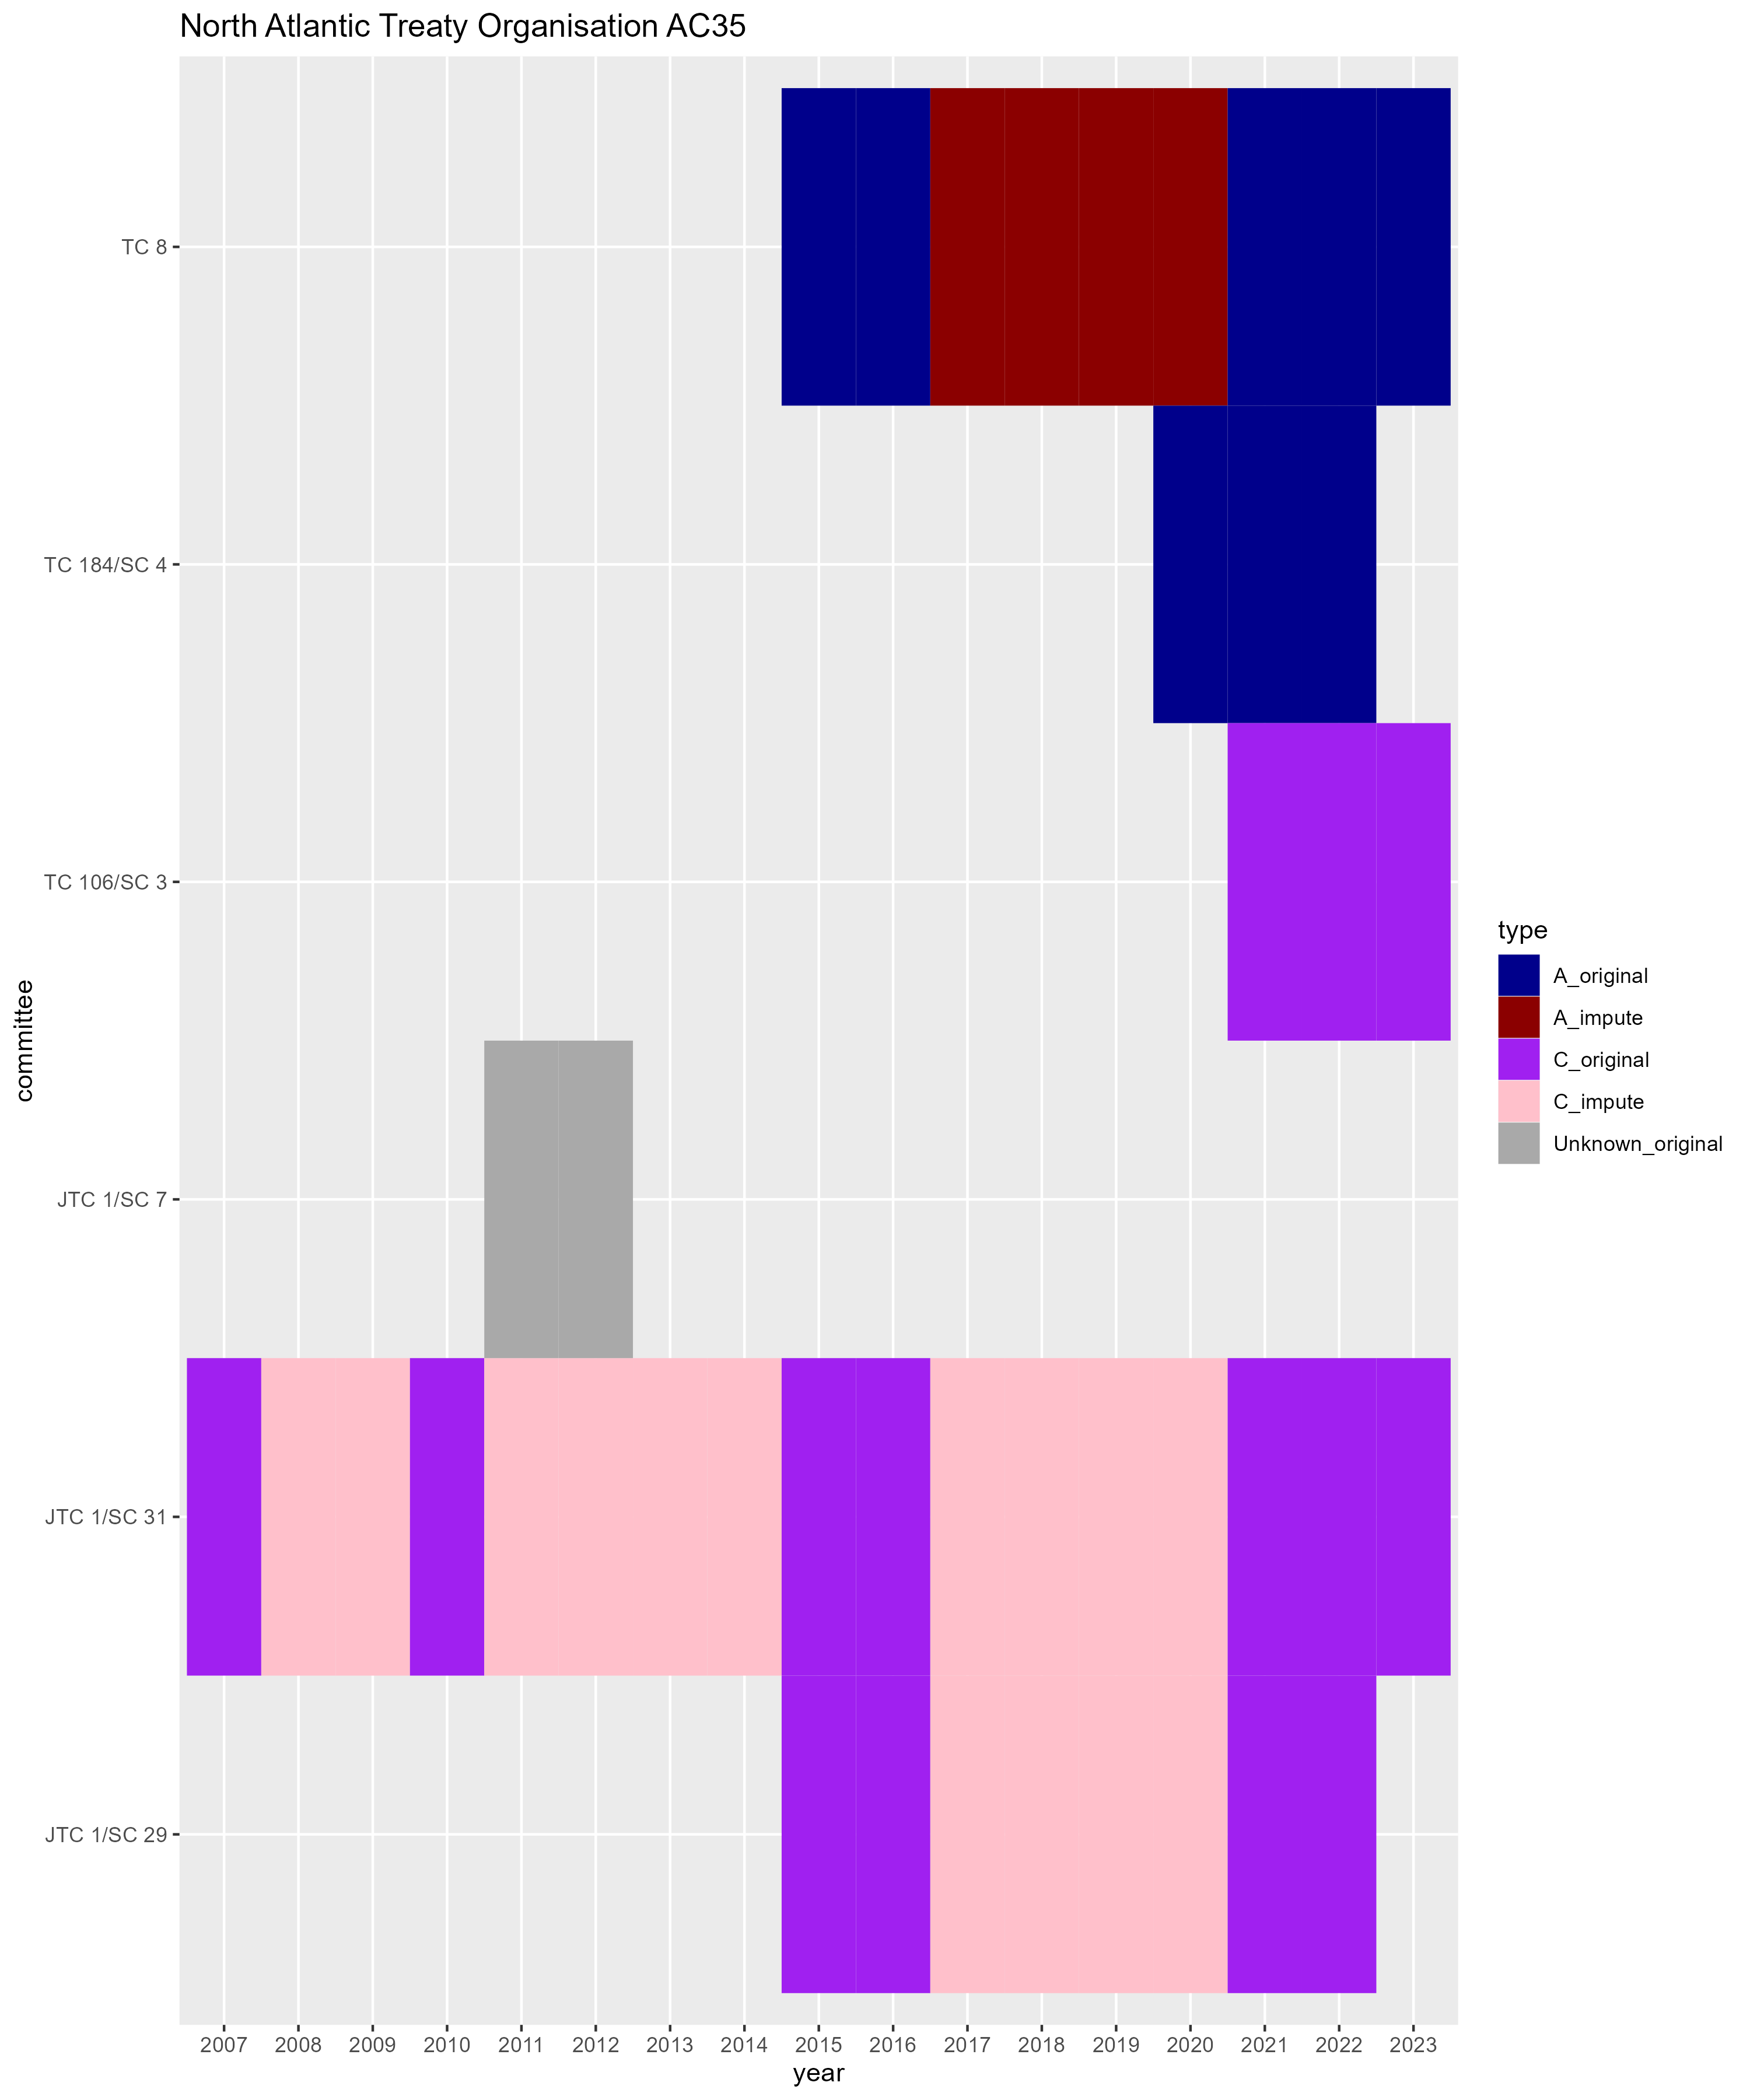 North Atlantic Treaty Organisation AC35
committee
TC 8
TC 184/SC 4
TC 106/SC 3
JTC 1/SC 7
JTC 1/SC 31
JTC 1/SC 29
2007 2008 2009 2010 2011 2012 2013 2014 2015 2016 2017 2018 2019 2020 2021 2022 2023
year
type
A_original
A_impute
C_original
C_impute
Unknown_original